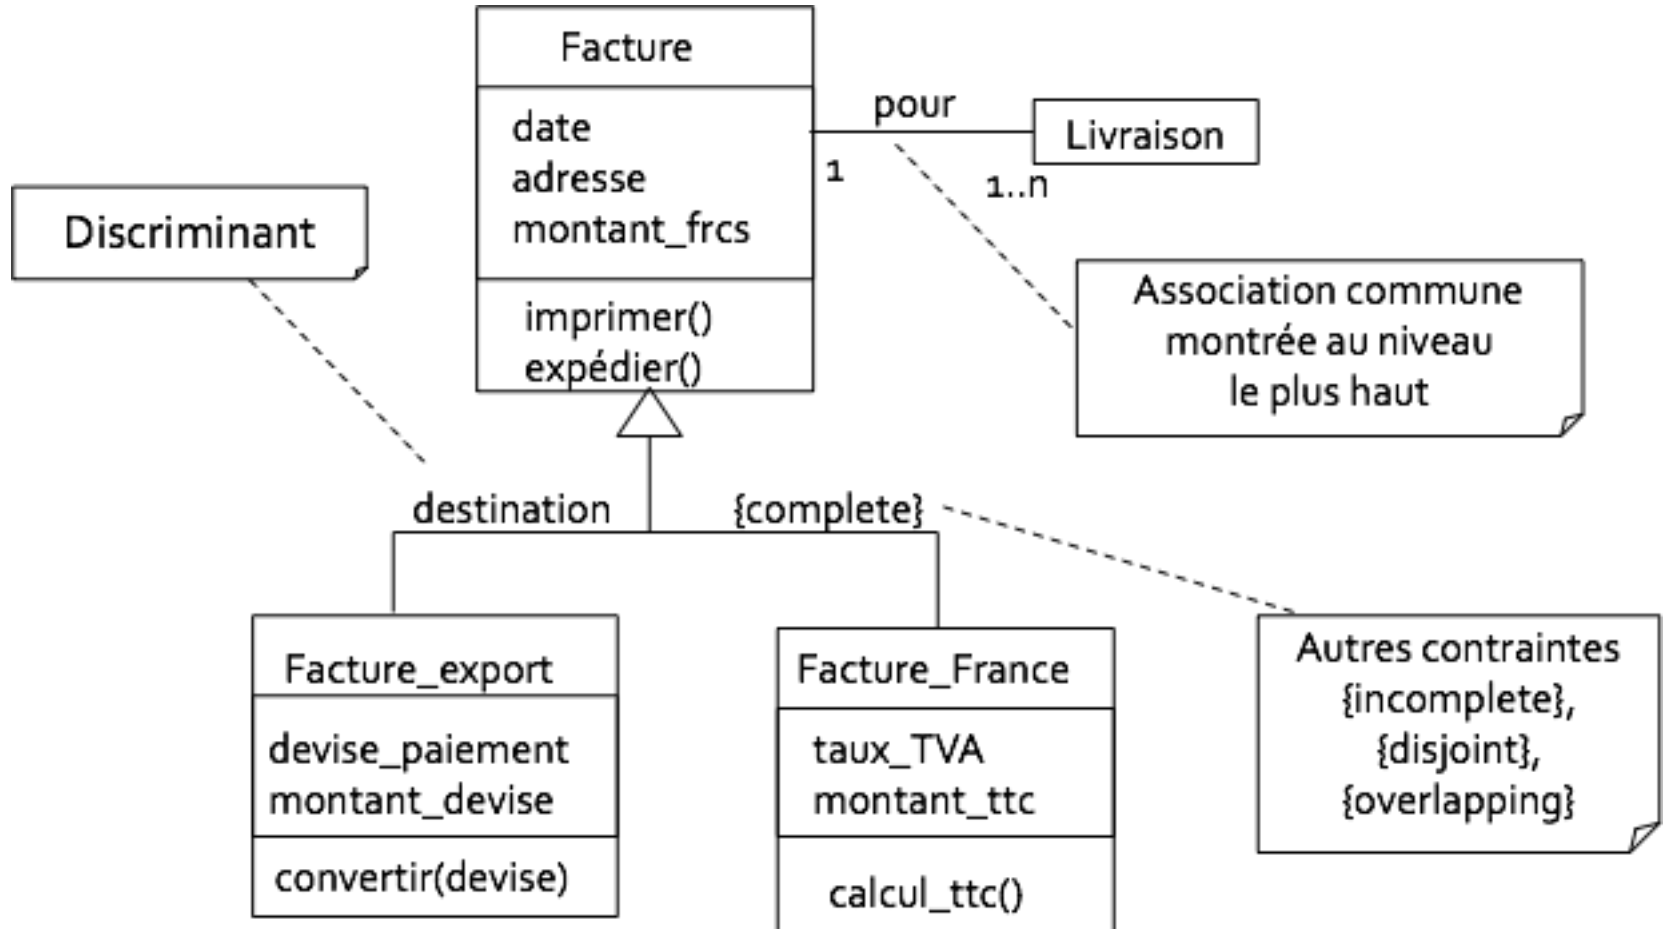 Facture
date
adresse
montant_frcs
imprimer()
expédier()
pour
1
1..n
Livraison
Discriminant
Association commune
montrée au niveau
le plus haut
destination
{complete}
Facture_export
devise_paiement
montant_devise
convertir(devise)
Facture_France
taux_TVA
montant_ttc
calcul_ttc()
Autres contraintes
{incomplete},
{disjoint},
{overlapping}